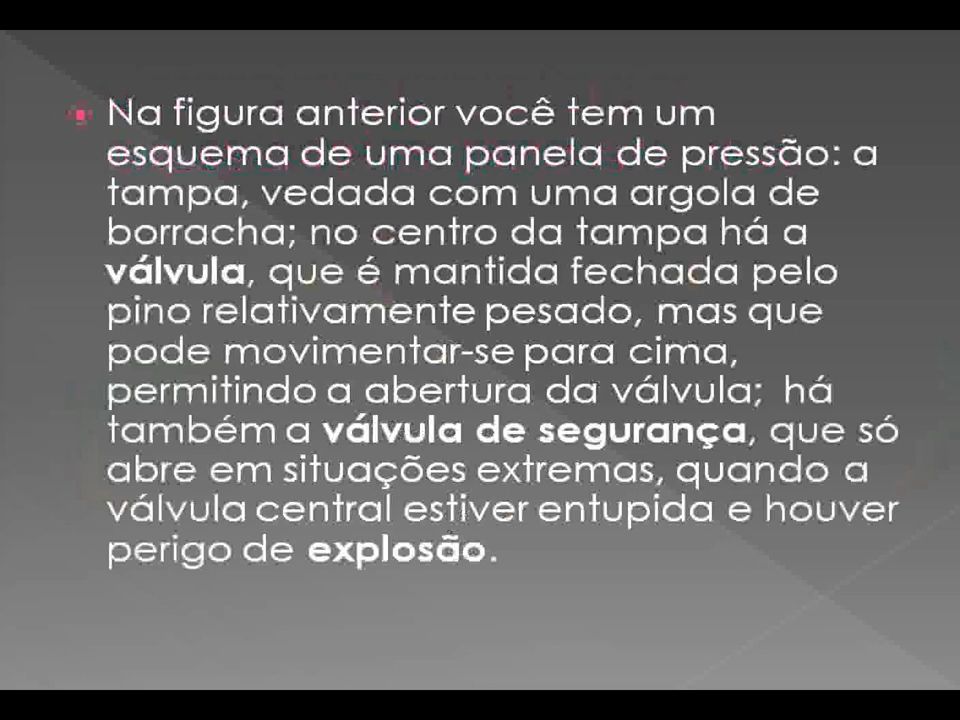 Na figura anterior você tem um
esquema de uma panela de pressão: a
tampa, vedada com uma argola de
borracha; no centro da tampa há a
válvula, que é mantida fechada pelo
pino relativamente pesado, mas que
pode movimentar-se para cima,
permitindo a abertura da válvula; há
também a válvula de segurança, que só
abre em situações extremas, quando a
válvula central estiver entupida e houver
perigo de explosão.